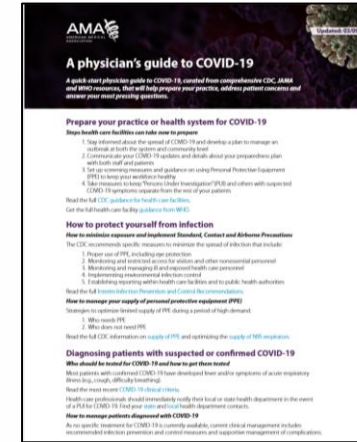 AMA
AMERICAN MEDICAL
ASSOCIATION
Updated: 03/0
A physician's guide to COVID-19
A quick-start physician guide to COVID-19, curated from comprehensive CDC, JAMA
and WHO resources, that will help prepare your practice, address patient concerns and
answer your most pressing questions.
Prepare your practice or health system for COVID-19
Steps health care facilities can take now to prepare
1. Stay informed about the spread of COVID-19 and develop a plan to manage an
outbreak at both the system and community level
2. Communicate your COVID-19 updates and details about your preparedness plan
with both staff and patients
3. Set up screening measures and guidance on using Personal Protective Equipment
(PPE) to keep your workforce healthy
4. Take measures to keep "Persons Under Investigation" (PUI) and others with suspected
COVID-19 symptoms separate from the rest of your patients
Read the full CDC guidance for health care facilities.
Get the full health care facility guidance from WHO.
How to protect yourself from infection
How to minimize exposure and implement Standard, Contact and Airborne Precautions
The CDC recommends specific measures to minimize the spread of infection that include:
1. Proper use of PPE, including eye protection
2. Monitoring and restricted access for visitors and other nonessential personnel
3. Monitoring and managing ill and exposed health care personnel
4. Implementing environmental infection control
5. Establishing reporting within health care facilities and to public health authorities
Read the full Interim Infection Prevention and Control Recommendations.
How to manage your supply of personal protective equipment (PPE)
Strategies to optimize limited supply of PPE during a period of high demand:
1. Who needs PPE
2. Who does not need PPE
Read the full CDC information on supply of PPE and optimizing the supply of N95 respirators.
Diagnosing patients with suspected or confirmed COVID-19
Who should be tested for COVID-19 and how to get them tested
Most patients with confirmed COVID-19 have developed fever and/or symptoms of acute respiratory
illness (e.g., cough, difficulty breathing).
Read the most recent COVID-19 clinical criteria.
Health care professionals should immediately notify their local or state health department in the event
of a PUI for COVID-19. Find your state and local health department contacts.
How to manage patients diagnosed with COVID-19
As no specific treatment for COVID-19 is currently available, current clinical management includes
recommended infection prevention and control measures and supportive management of complications.